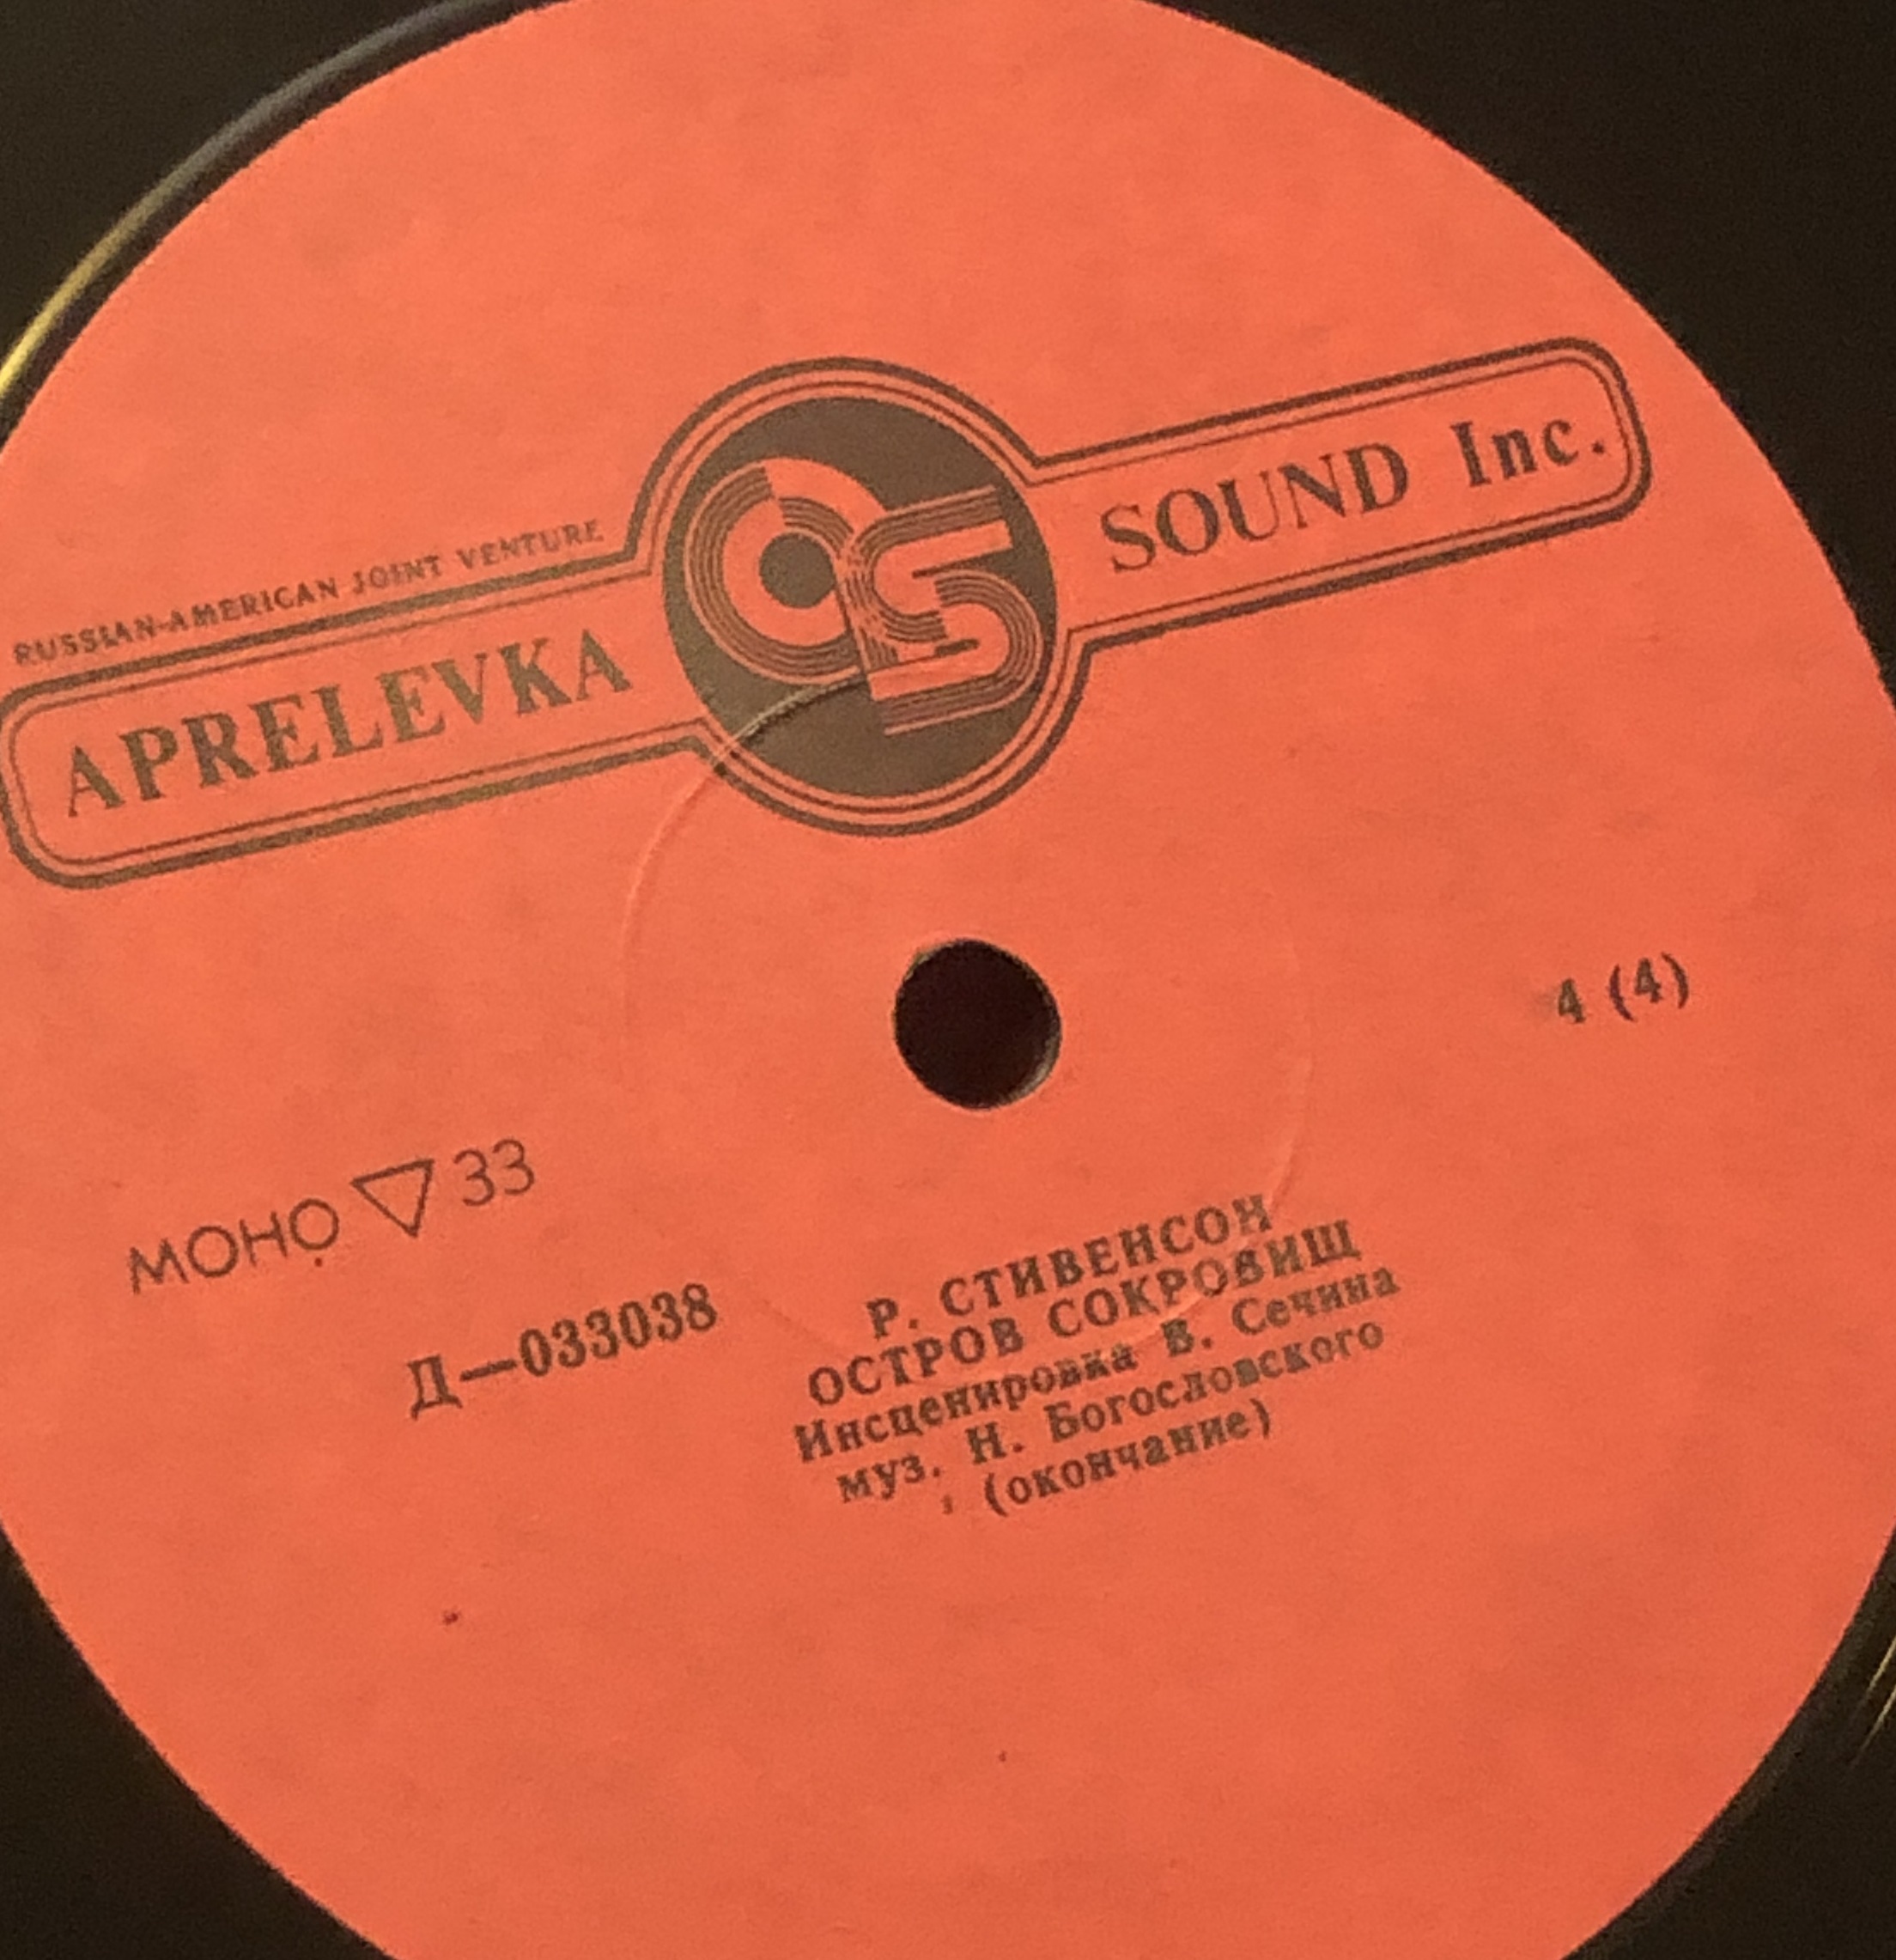 RUSSIAN-AMERICAN JOINT VENTURE
APRELEVKA SOUND Inc.
4 (4)
МОНО 33
Д—033038
Р. СТИВЕНСОН
ОСТРОВ СОКРОВИЩ
Инсценировка В. Сечина
муз. Н. Богословского
(окончание)